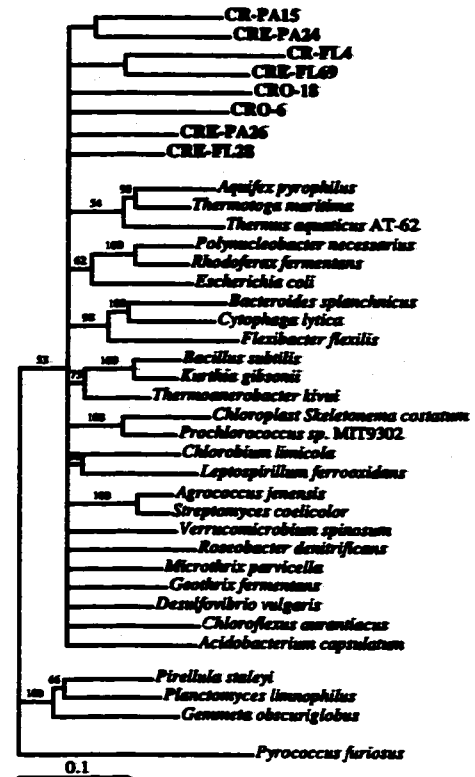 CR-PA15
CRE-PA24
CR-FL4
CRE-FL69
CRO-18
CRO-6
CRE-PA26
CRE-FL28
Aquifex pyrophilus
54
Thermotoga maritima
Thermus aquaticus AT-62
100
Polynucleobacter necessarius
62
Rhodoferax fermentans
Escherichia coli
100
Bacteroides splanchnicus
98
Cytophaga lytica
Flexibacter flexilis
53
100
Bacillus subtilis
75
Kurthia gibsonii
Thermoanerobacter kivui
100
Chloroplast Skeletonema costatum
Prochlorococcus sp. MIT9302
Chlorobium limicola
Leptospirillum ferrooxidans
100
Agrococcus jenensis
Streptomyces coelicolor
Verrucomicrobium spinosum
Roseobacter denitrificans
Microthrix parvicella
Geothrix fermentans
Desulfovibrio vulgaris
Chloroflexus aurantiacus
Acidobacterium capsulatum
66
Pirellula staleyi
100
Planctomyces limnophilus
Gemmeta obscuriglobus
Pyrococcus furiosus
0.1